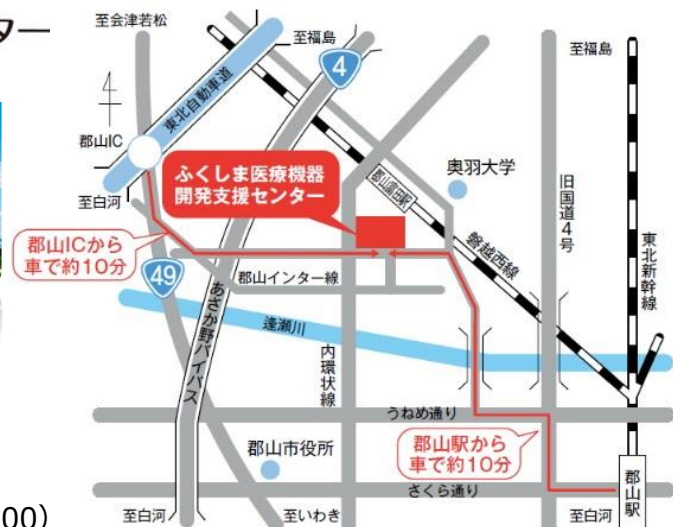 ター
至会津若松
至福島
4
至福島
4
東北自動車道
郡山IC
至白河
ふくしま医療機器
開発支援センター
奥羽大学
郡山富田駅
旧国道4号
東北新幹線
磐越西線
郡山ICから
車で約10分
49
郡山インター線
あさか野バイパス
逢瀬川
内環状線
うねめ通り
郡山駅から
車で約10分
郡山市役所
さくら通り
郡山駅
00)
至白河
至いわき
至白河